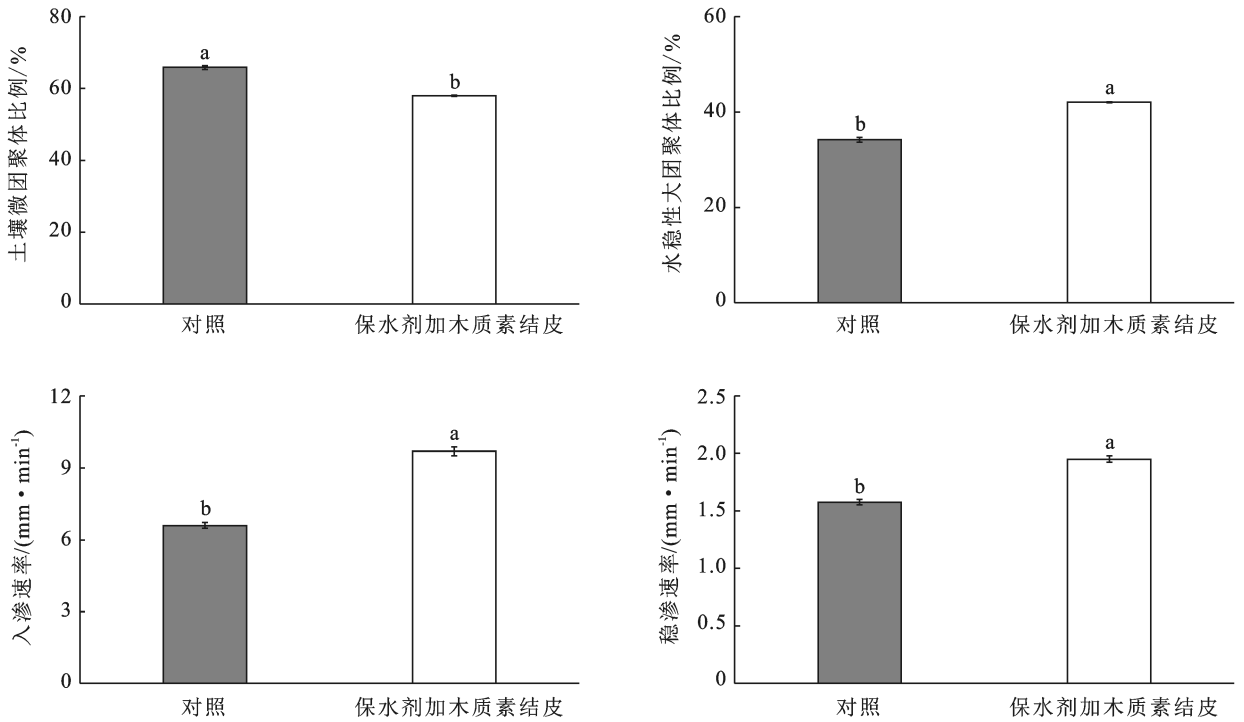 土壤微团聚体比例/%
80
60
40
20
0
a
b
对照
保水剂加木质素结皮
水稳性大团聚体比例/%
60
40
20
0
b
a
对照
保水剂加木质素结皮
入渗速率/(mm·min⁻¹)
12
9
6
3
0
b
a
对照
保水剂加木质素结皮
稳渗速率/(mm·min⁻¹)
2.5
2.0
1.5
1.0
0.5
0
b
a
对照
保水剂加木质素结皮